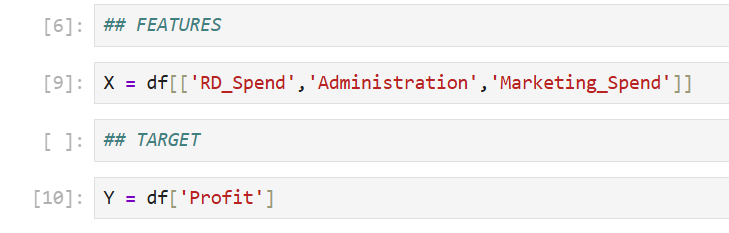 [6]: ## FEATURES
[9]: X = df[['RD_Spend','Administration','Marketing_Spend']]
[ ]: ## TARGET
[10]: Y = df['Profit']